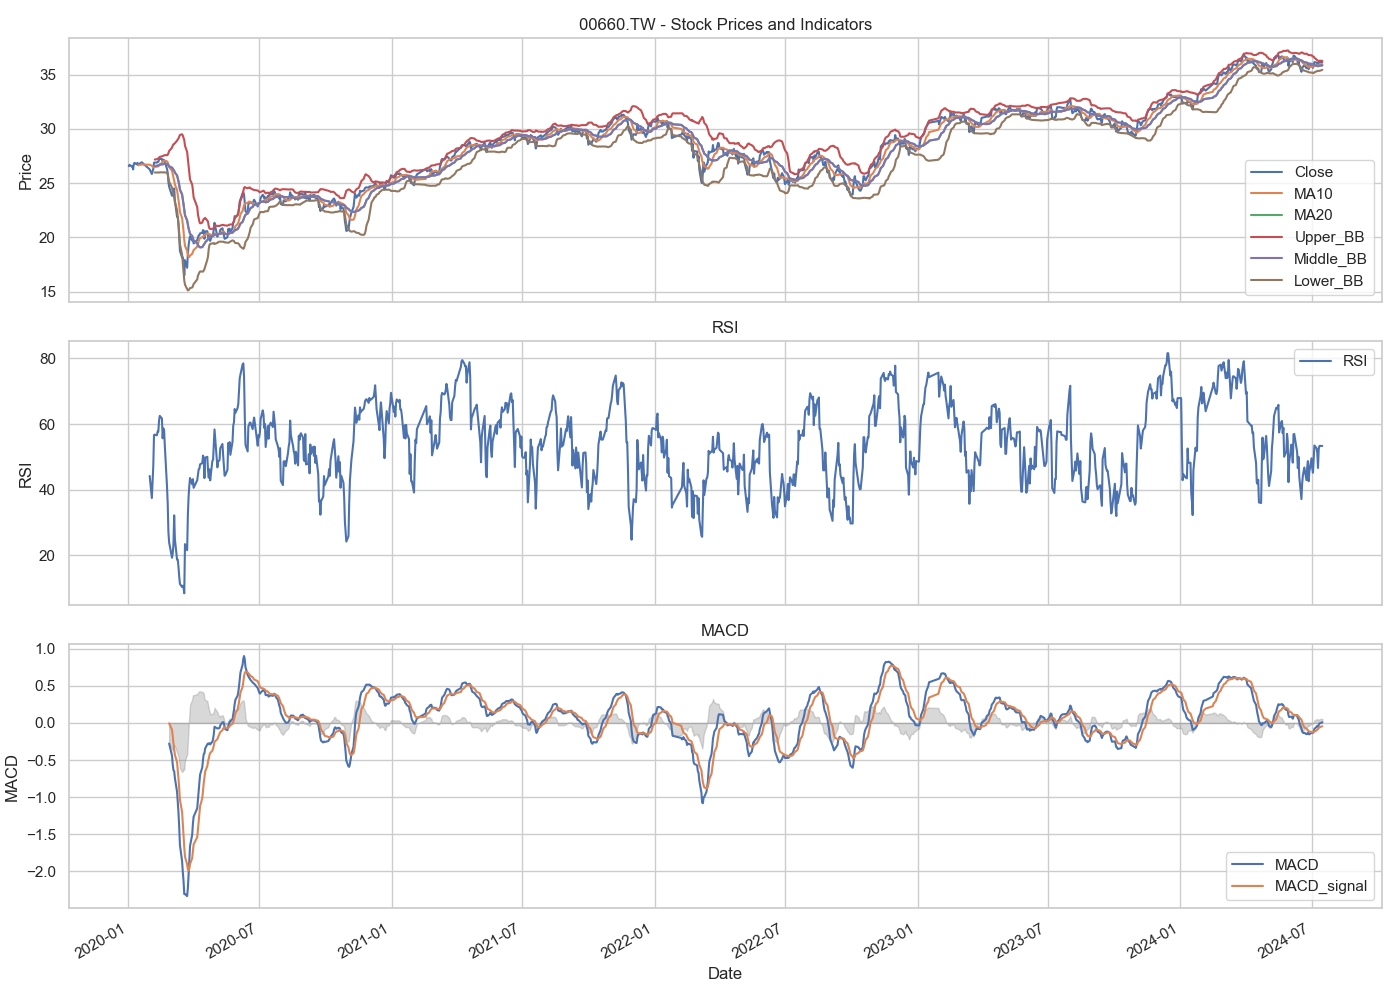 00660.TW - Stock Prices and Indicators
Price
35
30
25
20
15
Close
MA10
MA20
Upper_BB
Middle_BB
Lower_BB
RSI
RSI
80
60
40
20
RSI
MACD
MACD
1.0
0.5
0.0
−0.5
−1.0
−1.5
−2.0
MACD
MACD_signal
2020-01
2020-07
2021-01
2021-07
2022-01
2022-07
2023-01
2023-07
2024-01
2024-07
Date